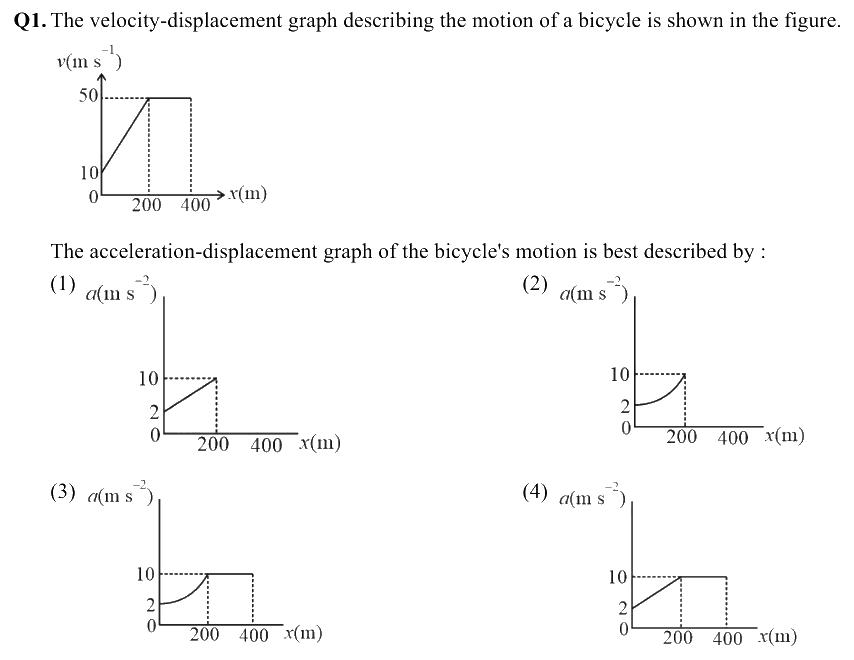 Q1. The velocity-displacement graph describing the motion of a bicycle is shown in the figure.
v(m s⁻¹)
50
10
0
200 400 x(m)
The acceleration-displacement graph of the bicycle's motion is best described by :
(1) a(m s⁻²)
10
2
0
200 400 x(m)
(2) a(m s⁻²)
10
2
0
200 400 x(m)
(3) a(m s⁻²)
10
2
0
200 400 x(m)
(4) a(m s⁻²)
10
2
0
200 400 x(m)